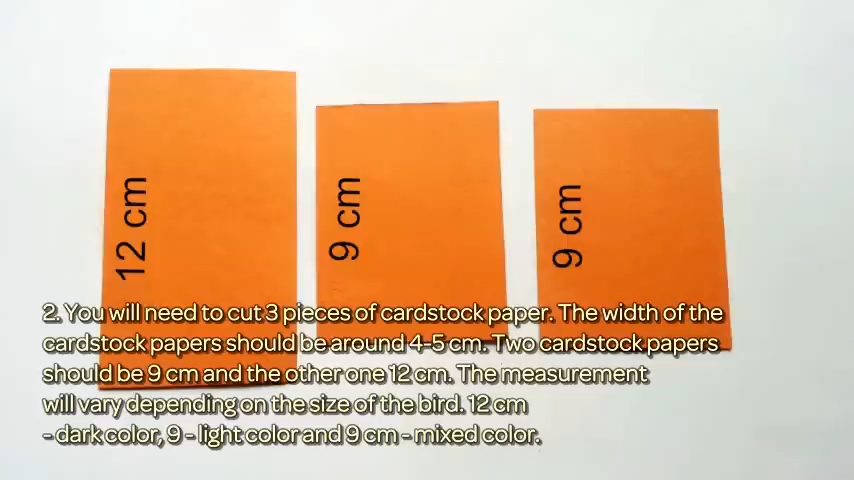 12 cm
9 cm
9 cm
2. You will need to cut 3 pieces of cardstock paper. The width of the
cardstock papers should be around 4-5 cm. Two cardstock papers
should be 9 cm and the other one 12 cm. The measurement
will vary depending on the size of the bird. 12 cm
- dark color, 9 - light color and 9 cm - mixed color.